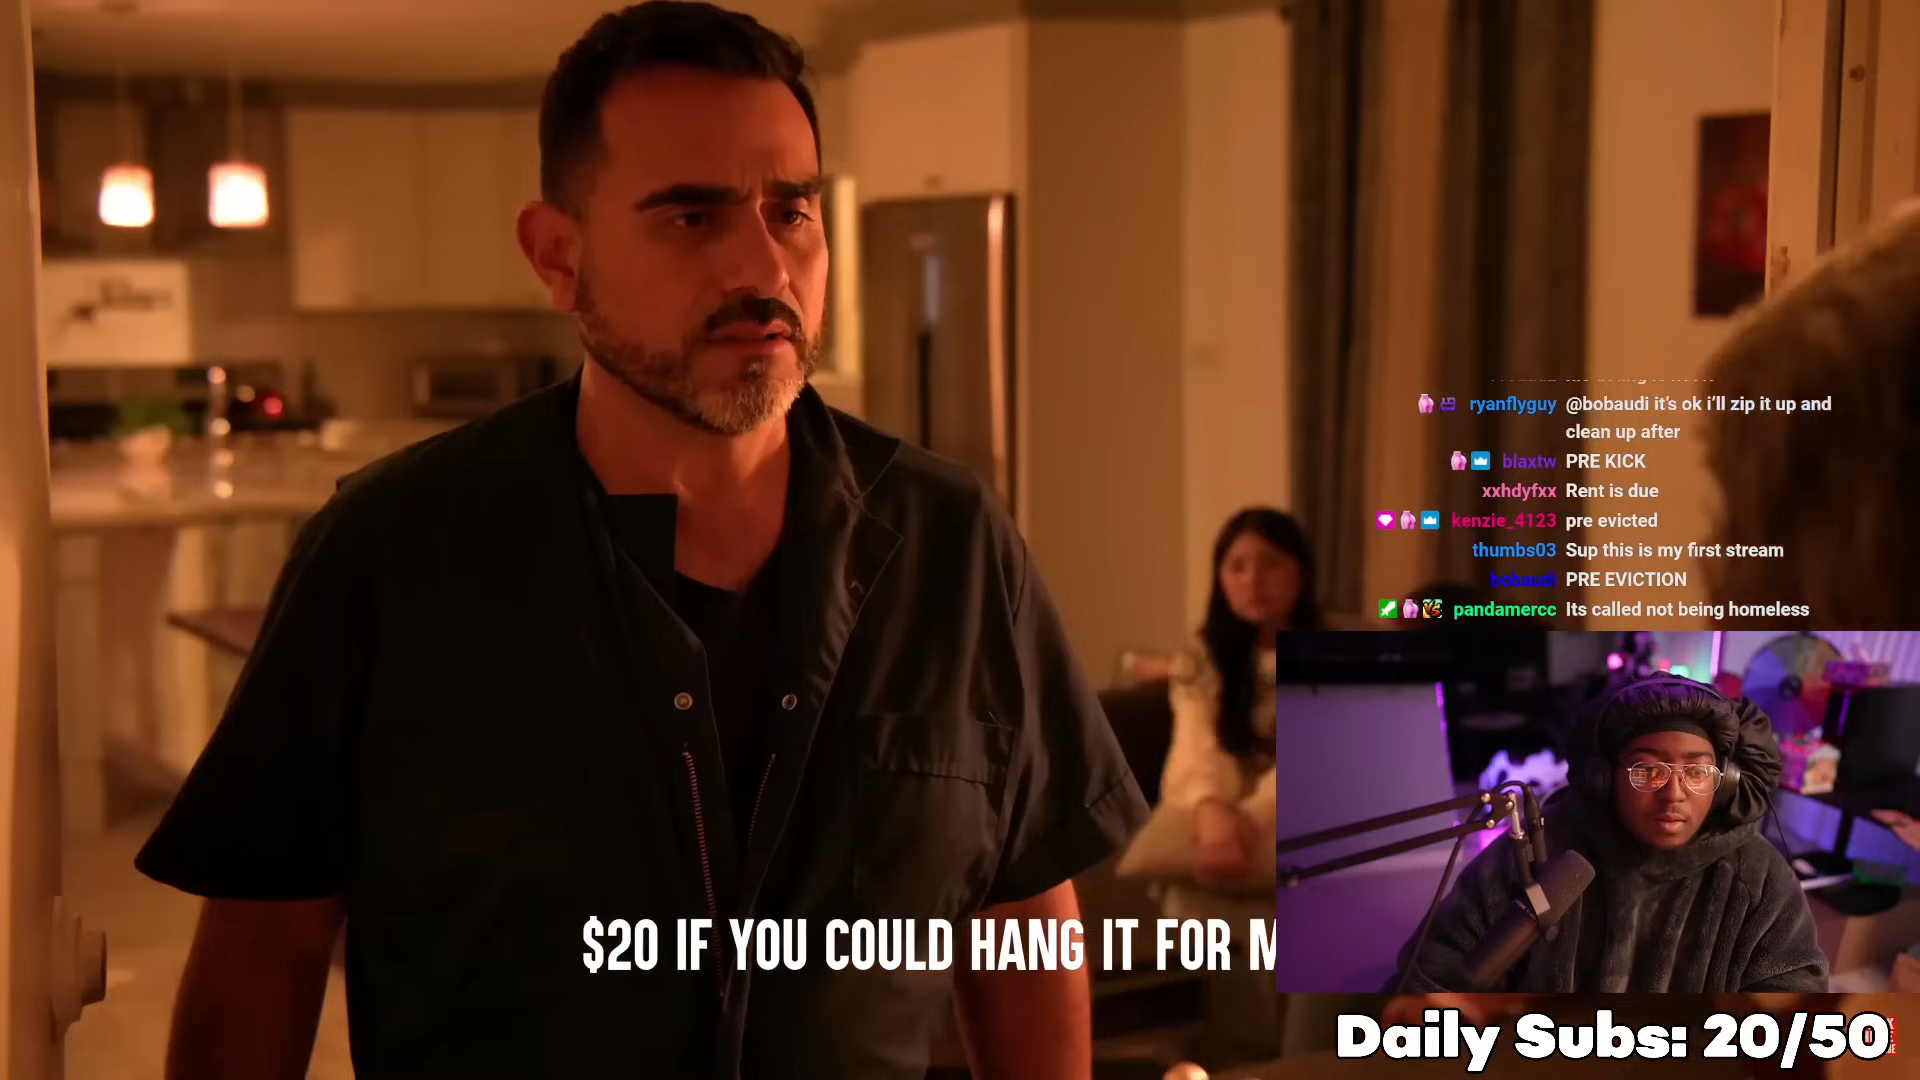 ryanflyguy @bobaudi it's ok i'll zip it up and
clean up after
blaxtw PRE KICK
xxhdyfxx Rent is due
kenzie_4123 pre evicted
thumbs03 Sup this is my first stream
bobaudi PRE EVICTION
pandamercc Its called not being homeless
$20 IF YOU COULD HANG IT FOR
Daily Subs: 20/50